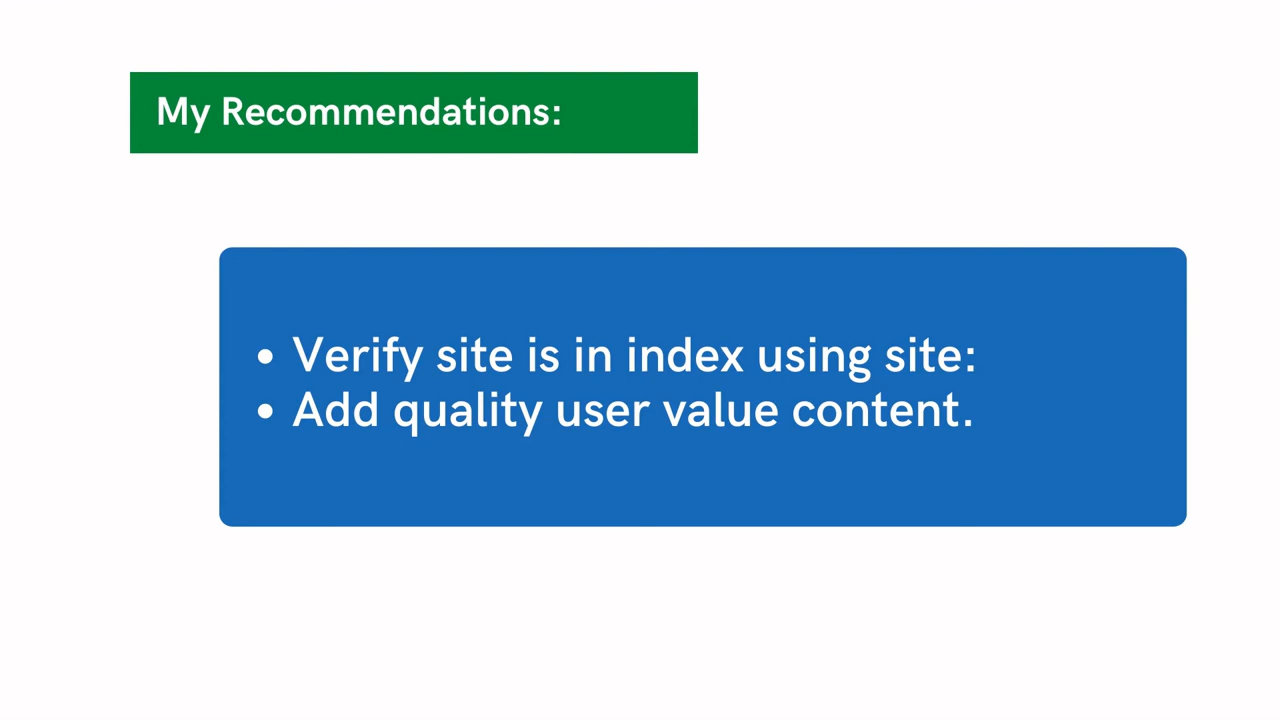 My Recommendations:
• Verify site is in index using site:
• Add quality user value content.